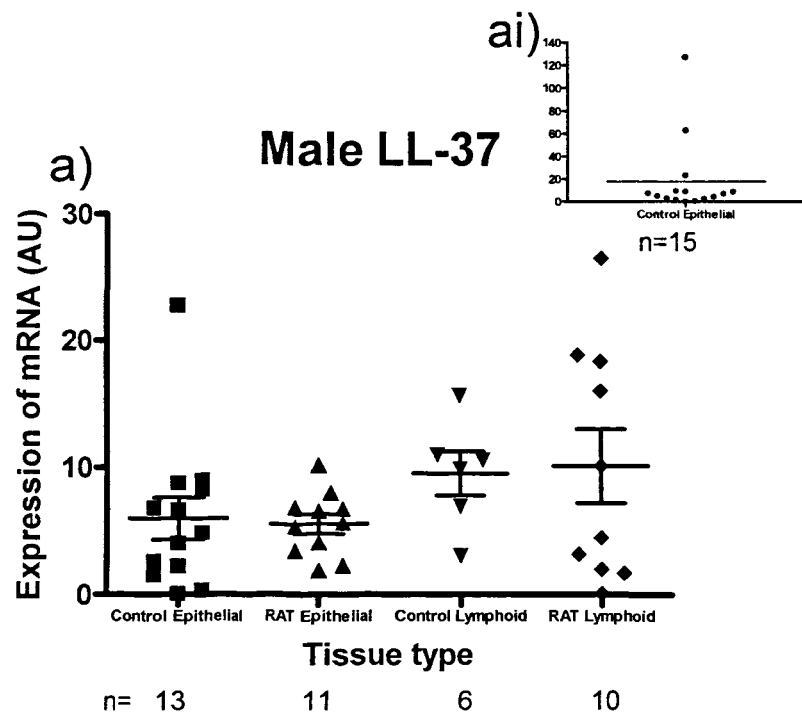 ai)
140
120
100
80
60
40
20
0
Control Epithelial
n=15
Male LL-37
a)
Expression of mRNA (AU)
30
20
10
0
Control Epithelial RAT Epithelial Control Lymphoid RAT Lymphoid
Tissue type
n= 13 11 6 10